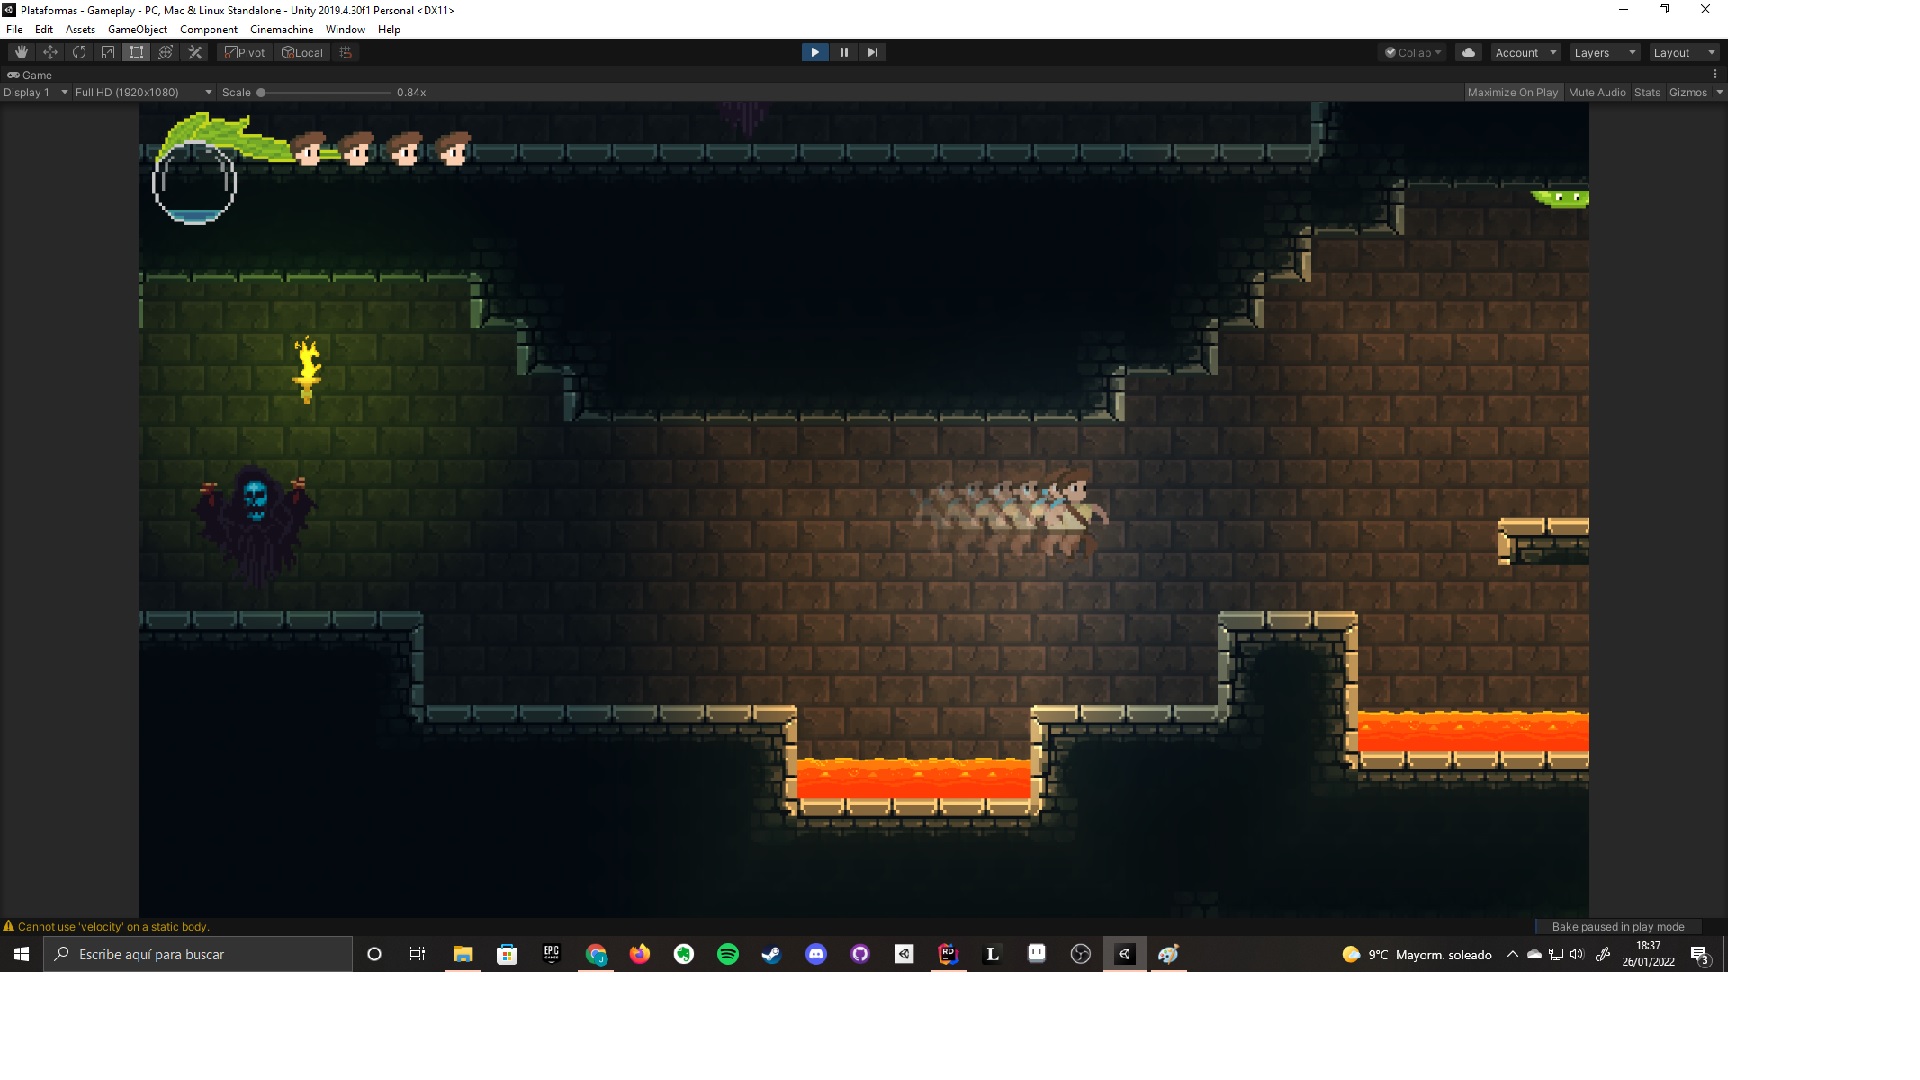 Plataformas - Gameplay - PC, Mac & Linux Standalone - Unity 2019.4.30f1 Personal <DX11>
File Edit Assets GameObject Component Cinemachine Window Help
Pivot Local Collab Account Layers Layout
Game
Display 1 Full HD (1920x1080) Scale 0.84x Maximize On Play Mute Audio Stats Gizmos
Cannot use 'velocity' on a static body.
Bake paused in play mode
Escribe aquí para buscar
EPIC
RD
L
9°C Mayorm. soleado
18:37
26/01/2022
3